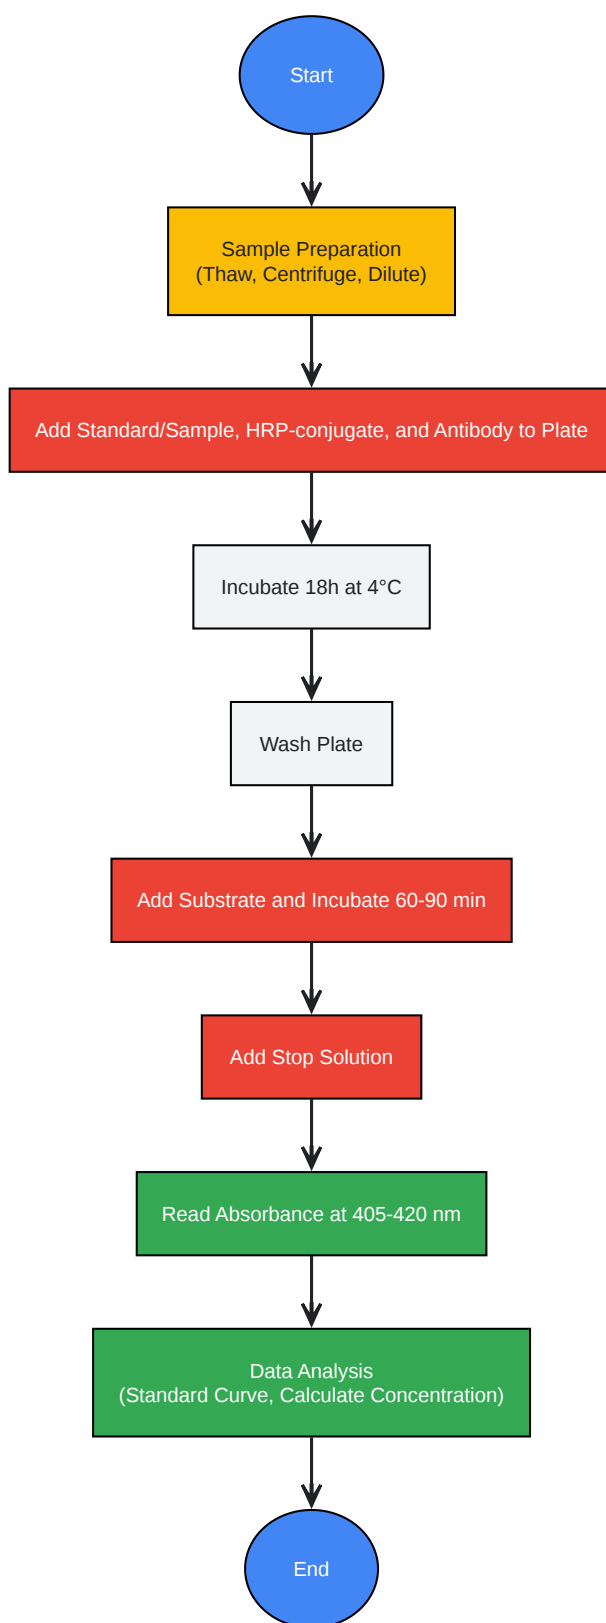 Start
Sample Preparation
(Thaw, Centrifuge, Dilute)
Add Standard/Sample, HRP-conjugate, and Antibody to Plate
Incubate 18h at 4°C
Wash Plate
Add Substrate and Incubate 60-90 min
Add Stop Solution
Read Absorbance at 405-420 nm
Data Analysis
(Standard Curve, Calculate Concentration)
End